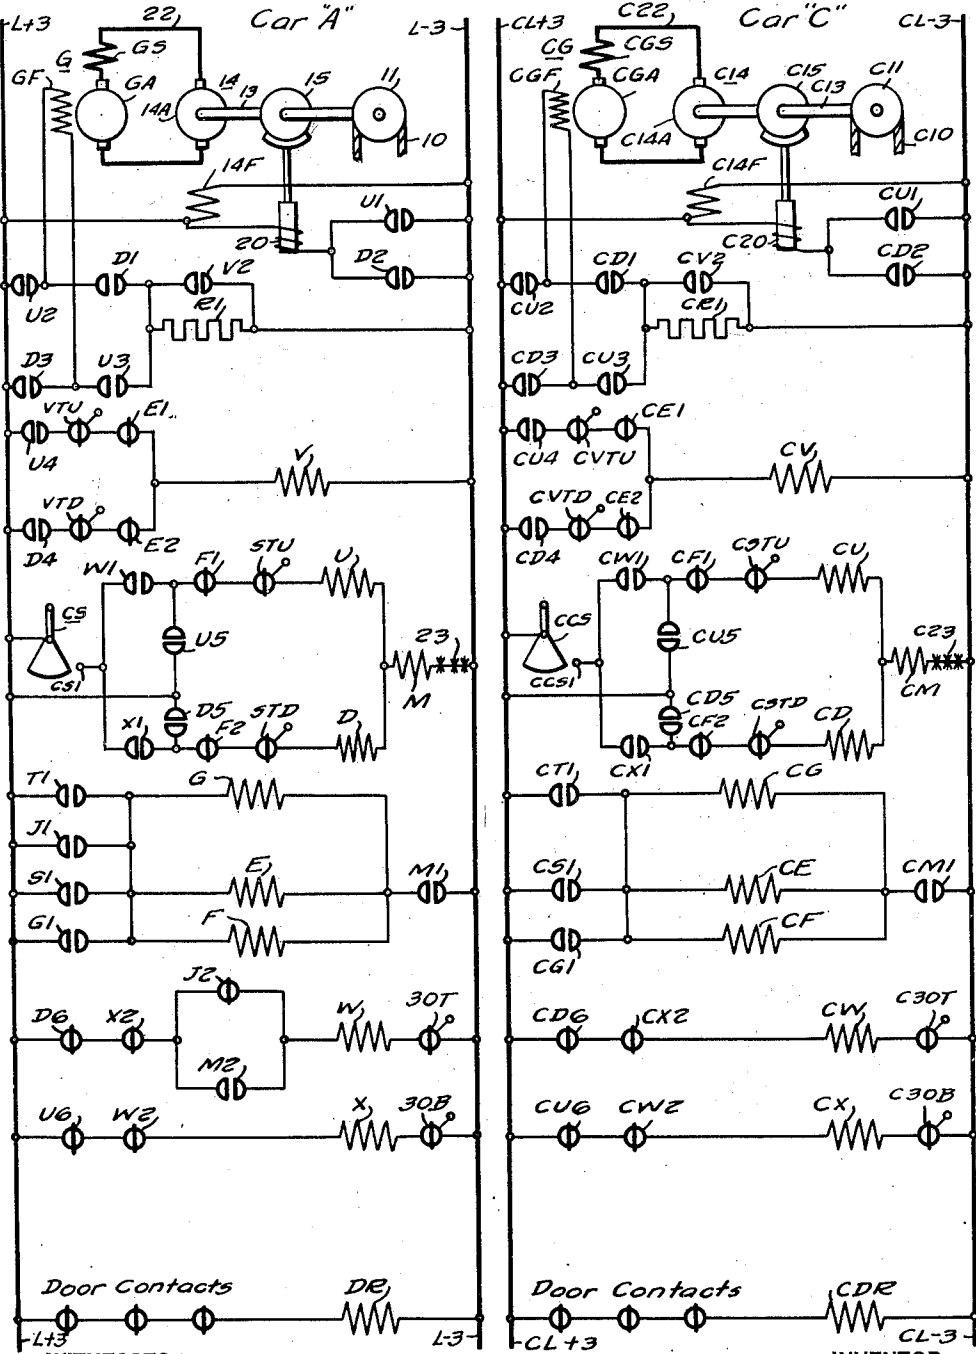 L+3 22 Car "A" L-3 CL+3 C22 Car "C" CL-3
G GS CG CGS
GF GA 14 13 15 11 CGF CGA C14 C15 C13 C11
14A 10 C14A C10
14F C14F
U1 CU1
20 D2 C20 CD2
D1 V2 CD1 CV2
U2 R1 CU2 CR1
D3 U3 CD3 CU3
VTU E1 CE1
U4 V CU4 CVTU CV
VTD CVTD CE2
D4 E2 CD4
W1 F1 STU U CW1 CF1 CSTU CU
CS U5 23 CCS CU5 C23
CS1 M CCS1 CM
X1 D5 F2 STD D CD5 CF2 CSTD CD
CX1
T1 G CT1 CG
J1
S1 E M1 CS1 CE CM1
G1 F CF
CG1
J2
D6 X2 W 30T CD6 CX2 CW C30T
M2
U6 W2 X 30B CU6 CW2 CX C30B
Door Contacts DR Door Contacts CDR
L+3 L-3 CL+3 CL-3